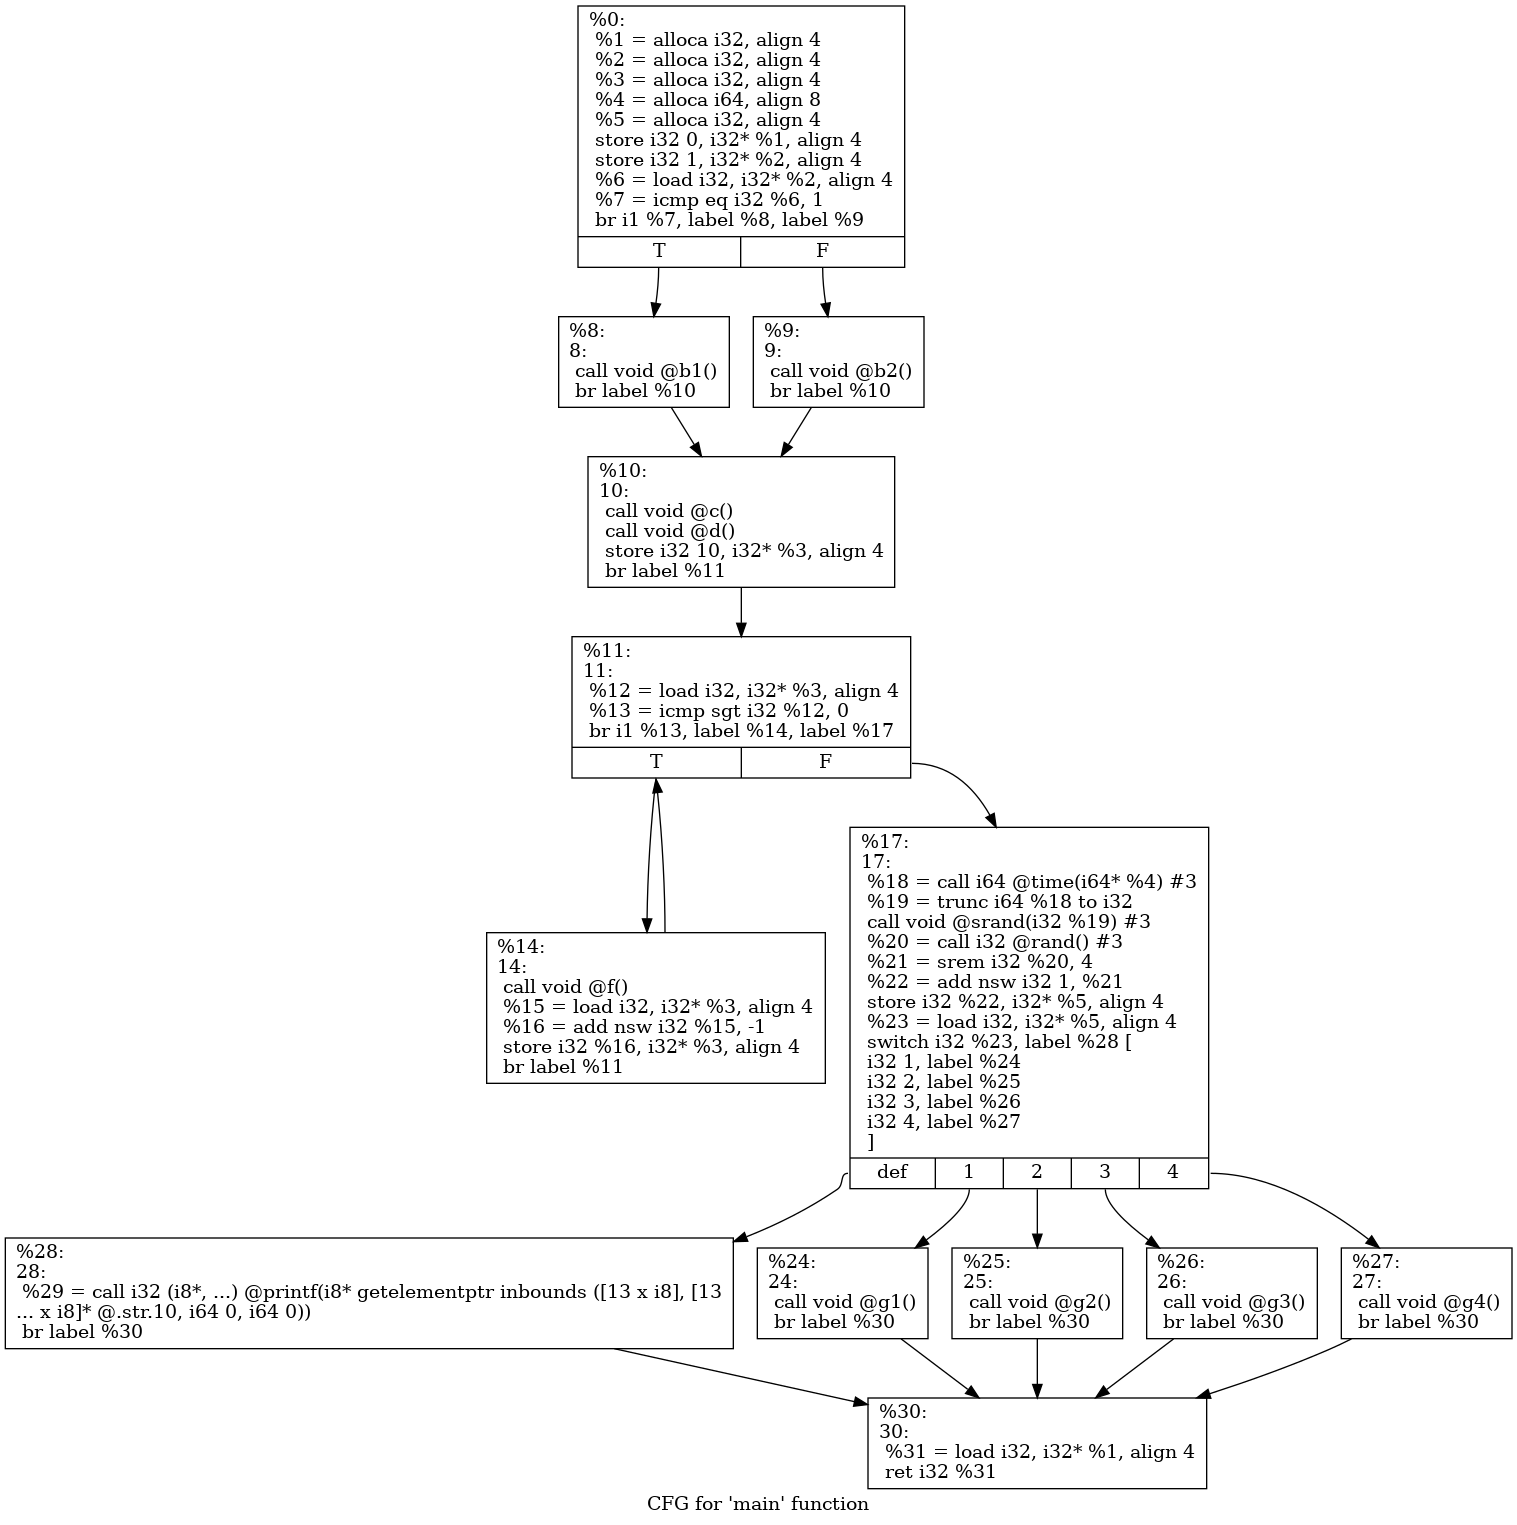 %0:
%1 = alloca i32, align 4
%2 = alloca i32, align 4
%3 = alloca i32, align 4
%4 = alloca i64, align 8
%5 = alloca i32, align 4
store i32 0, i32* %1, align 4
store i32 1, i32* %2, align 4
%6 = load i32, i32* %2, align 4
%7 = icmp eq i32 %6, 1
br i1 %7, label %8, label %9
T
F
%8:
8:
call void @b1()
br label %10
%9:
9:
call void @b2()
br label %10
%10:
10:
call void @c()
call void @d()
store i32 10, i32* %3, align 4
br label %11
%11:
11:
%12 = load i32, i32* %3, align 4
%13 = icmp sgt i32 %12, 0
br i1 %13, label %14, label %17
T
F
%14:
14:
call void @f()
%15 = load i32, i32* %3, align 4
%16 = add nsw i32 %15, -1
store i32 %16, i32* %3, align 4
br label %11
%17:
17:
%18 = call i64 @time(i64* %4) #3
%19 = trunc i64 %18 to i32
call void @srand(i32 %19) #3
%20 = call i32 @rand() #3
%21 = srem i32 %20, 4
%22 = add nsw i32 1, %21
store i32 %22, i32* %5, align 4
%23 = load i32, i32* %5, align 4
switch i32 %23, label %28 [
i32 1, label %24
i32 2, label %25
i32 3, label %26
i32 4, label %27
]
def
1
2
3
4
%28:
28:
%29 = call i32 (i8*, ...) @printf(i8* getelementptr inbounds ([13 x i8], [13
... x i8]* @.str.10, i64 0, i64 0))
br label %30
%24:
24:
call void @g1()
br label %30
%25:
25:
call void @g2()
br label %30
%26:
26:
call void @g3()
br label %30
%27:
27:
call void @g4()
br label %30
%30:
30:
%31 = load i32, i32* %1, align 4
ret i32 %31
CFG for 'main' function